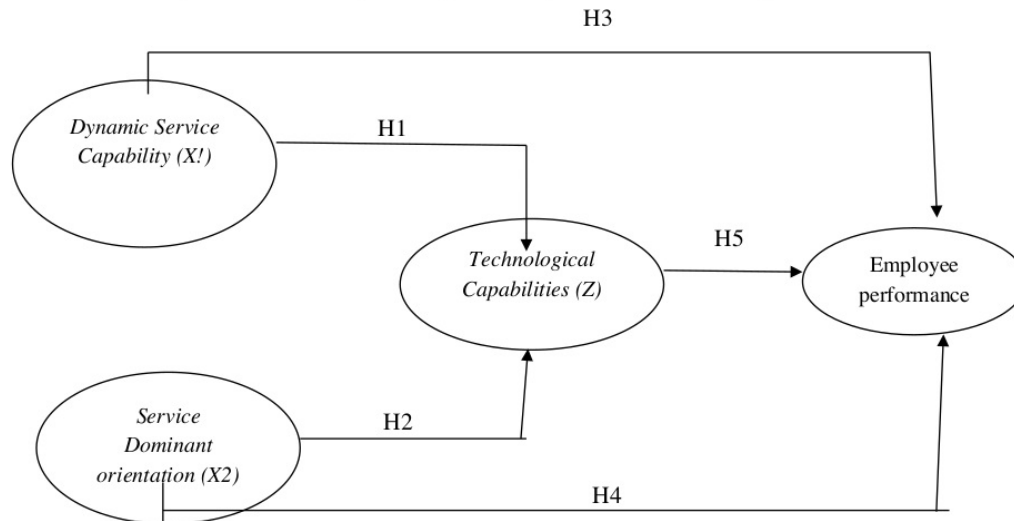 H3
Dynamic Service
Capability (X!)
H1
Technological
Capabilities (Z)
H5
Employee
performance
Service
Dominant
orientation (X2)
H2
H4